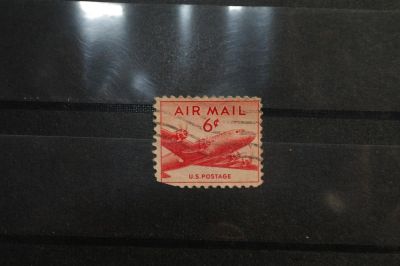 AIR MAIL
6¢
U.S. POSTAGE